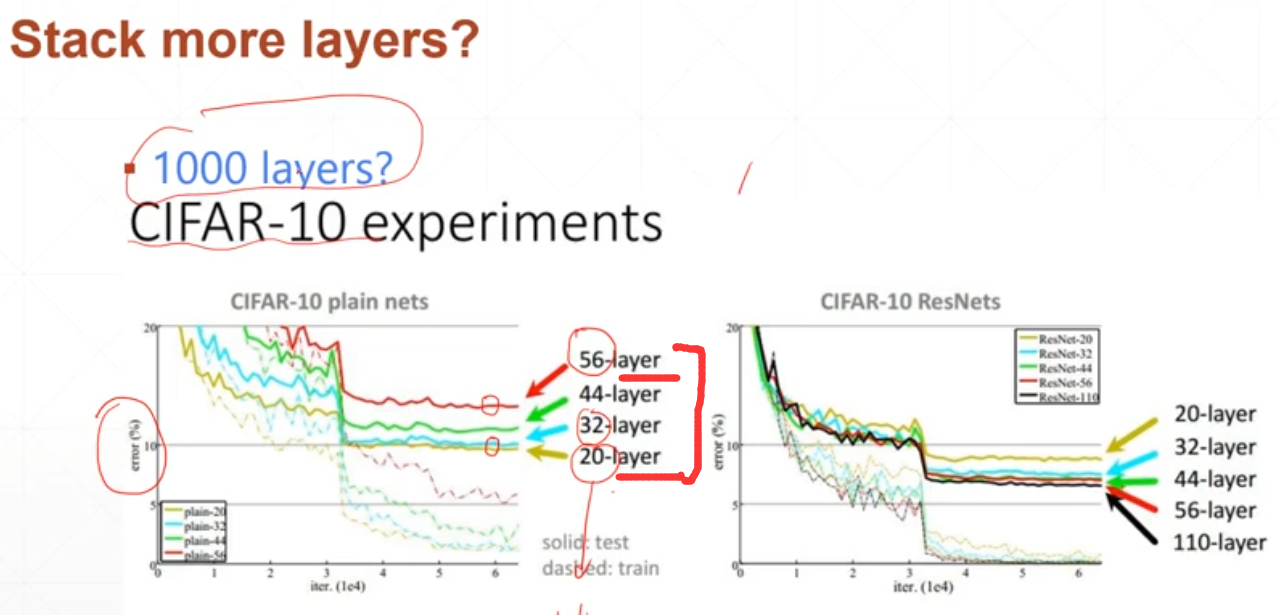 Stack more layers?
1000 layers?
CIFAR-10 experiments
CIFAR-10 plain nets
20
10
5
0
error (%)
plain-20
plain-32
plain-44
plain-56
0 1 2 3 4 5 6
iter. (1e4)
56-layer
44-layer
32-layer
20-layer
solid: test
dashed: train
CIFAR-10 ResNets
20
10
5
0
error (%)
ResNet-20
ResNet-32
ResNet-44
ResNet-56
ResNet-110
0 1 2 3 4 5 6
iter. (1e4)
20-layer
32-layer
44-layer
56-layer
110-layer